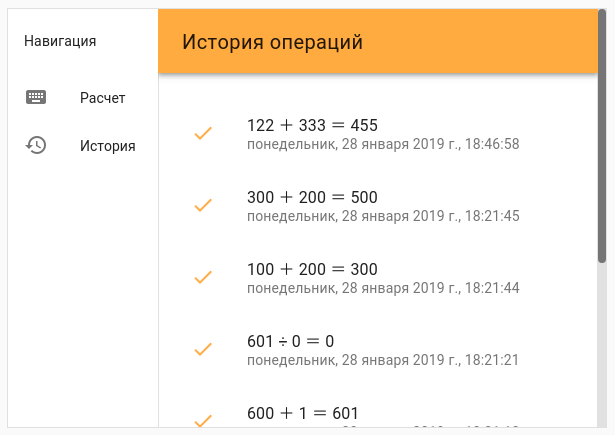 Навигация
Расчет
История
История операций
122 + 333 = 455
понедельник, 28 января 2019 г., 18:46:58
300 + 200 = 500
понедельник, 28 января 2019 г., 18:21:45
100 + 200 = 300
понедельник, 28 января 2019 г., 18:21:44
601 ÷ 0 = 0
понедельник, 28 января 2019 г., 18:21:21
600 + 1 = 601